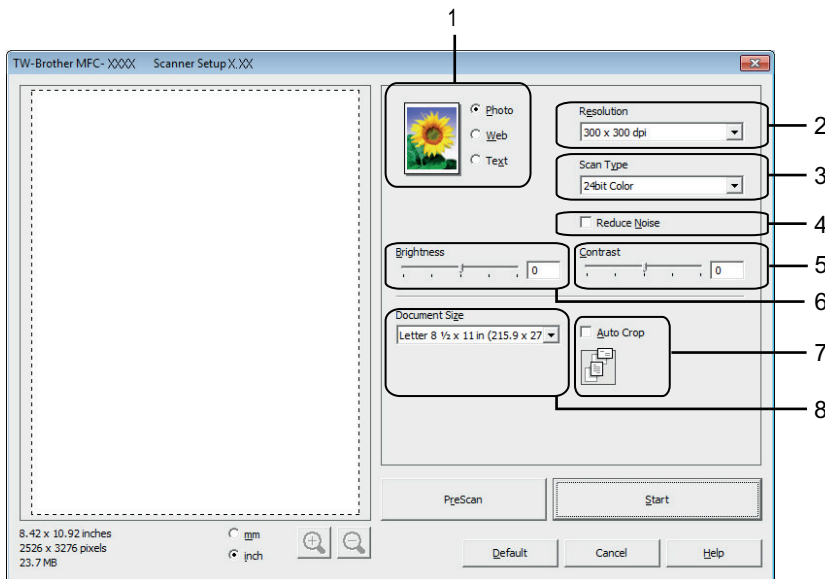 1
TW-Brother MFC- XXXX Scanner Setup X.XX
Photo
Web
Text
Resolution
300 x 300 dpi
2
Scan Type
24bit Color
3
Reduce Noise
4
Brightness
0
Contrast
0
5
6
Document Size
Letter 8 ½ x 11 in (215.9 x 27
Auto Crop
7
8
PreScan
Start
8.42 x 10.92 inches
2526 x 3276 pixels
23.7 MB
mm
inch
Default
Cancel
Help